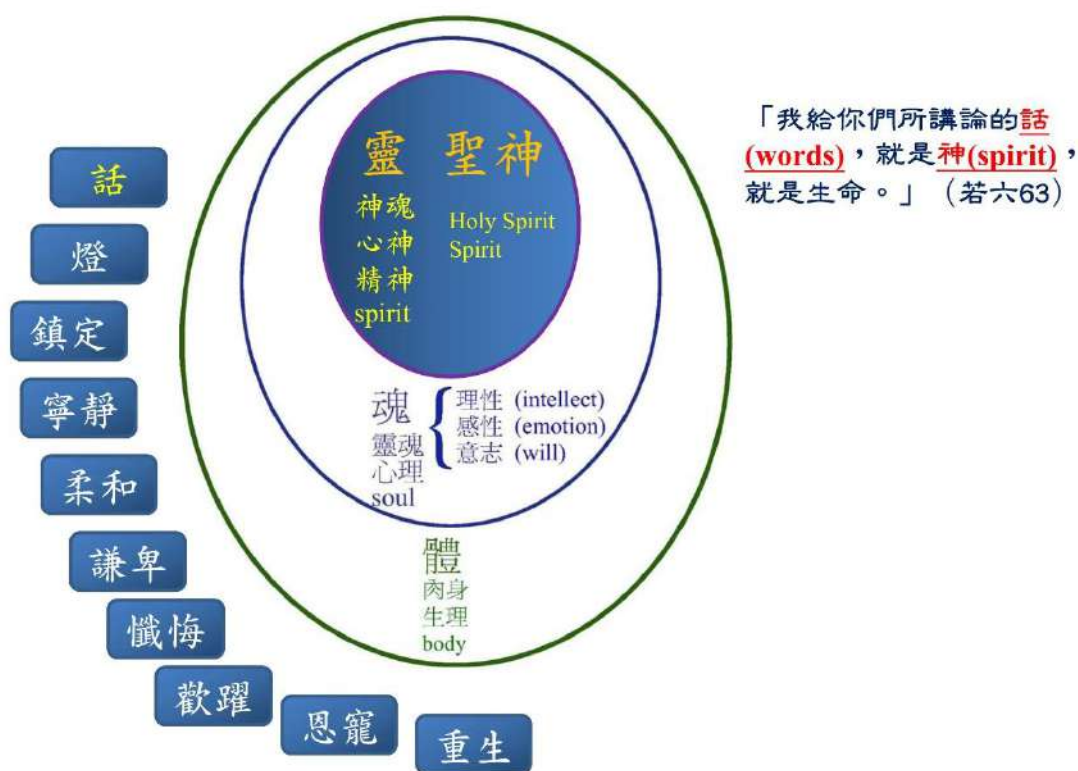 「我給你們所講論的話
(words)，就是神(spirit)，
就是生命。」（若六63）
靈 聖神
神魂
心神
精神
spirit
Holy Spirit
Spirit
魂
靈魂
心理
soul
理性 (intellect)
感性 (emotion)
意志 (will)
體
肉身
生理
body
話
燈
鎮定
寧靜
柔和
謙卑
懺悔
歡躍
恩寵
重生